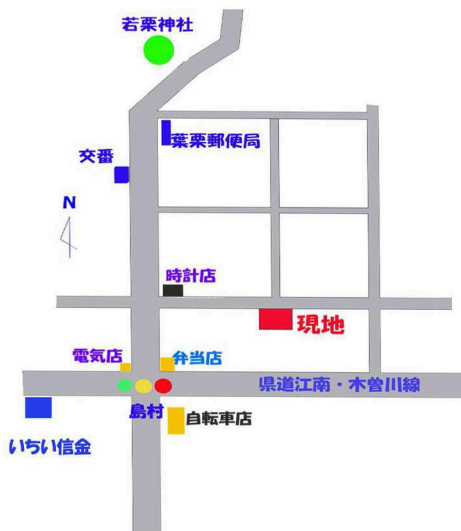 若栗神社
葉栗郵便局
交番
N
時計店
現地
電気店
弁当店
県道江南・木曽川線
島村
自転車店
いちい信金